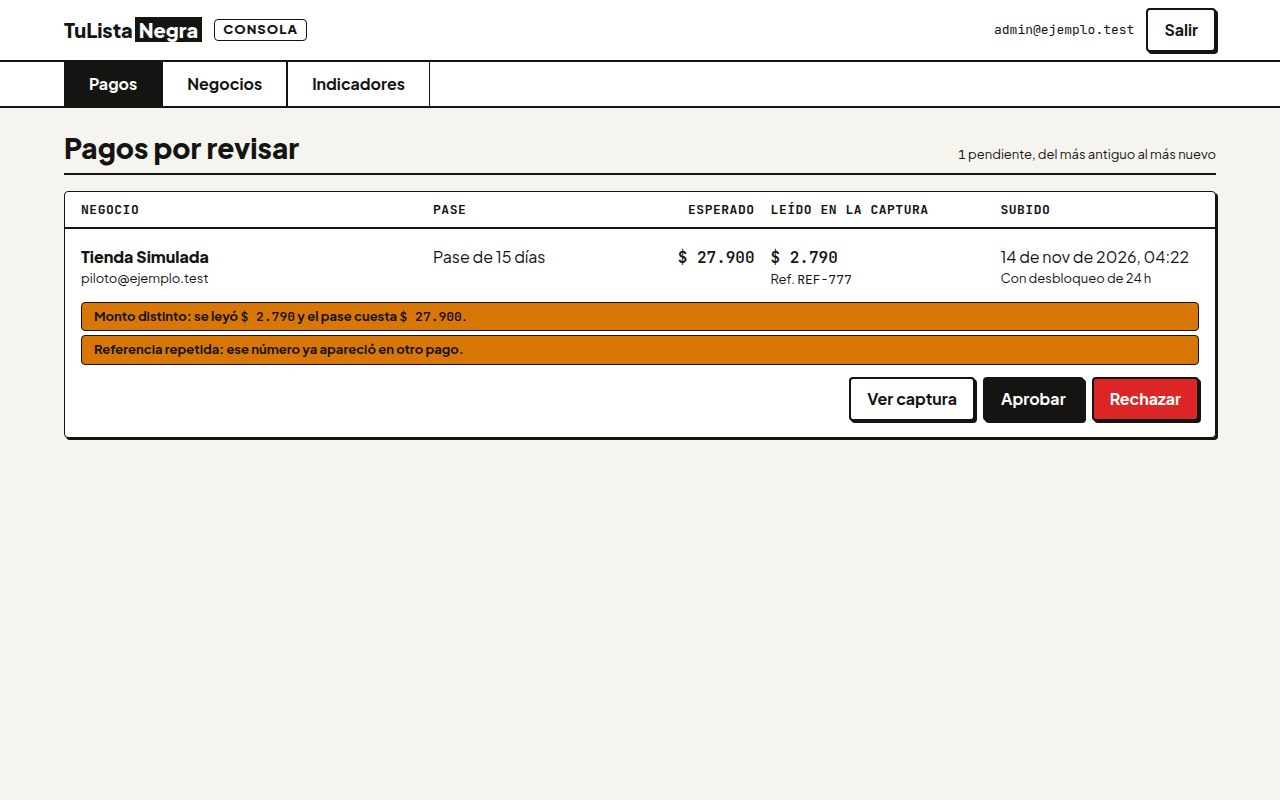 TuLista Negra CONSOLA admin@ejemplo.test Salir
Pagos Negocios Indicadores
Pagos por revisar
1 pendiente, del más antiguo al más nuevo
NEGOCIO PASE ESPERADO LEÍDO EN LA CAPTURA SUBIDO
Tienda Simulada Pase de 15 días $ 27.900 $ 2.790 14 de nov de 2026, 04:22
piloto@ejemplo.test Ref. REF-777 Con desbloqueo de 24 h
Monto distinto: se leyó $ 2.790 y el pase cuesta $ 27.900.
Referencia repetida: ese número ya apareció en otro pago.
Ver captura Aprobar Rechazar